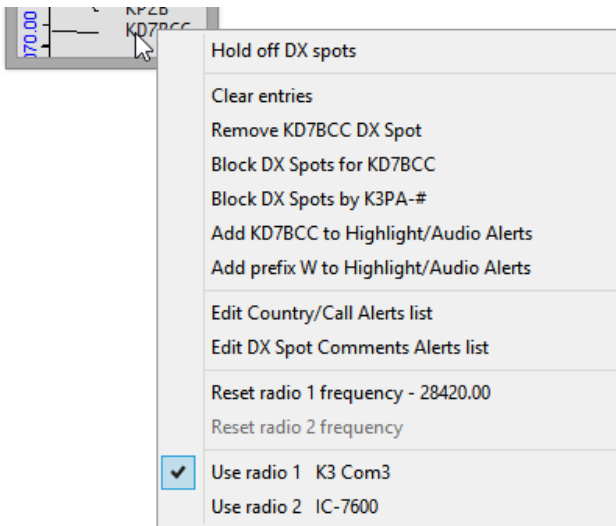 KP2B
KD7BCC
070.00
Hold off DX spots
Clear entries
Remove KD7BCC DX Spot
Block DX Spots for KD7BCC
Block DX Spots by K3PA-#
Add KD7BCC to Highlight/Audio Alerts
Add prefix W to Highlight/Audio Alerts
Edit Country/Call Alerts list
Edit DX Spot Comments Alerts list
Reset radio 1 frequency - 28420.00
Reset radio 2 frequency
Use radio 1 K3 Com3
Use radio 2 IC-7600